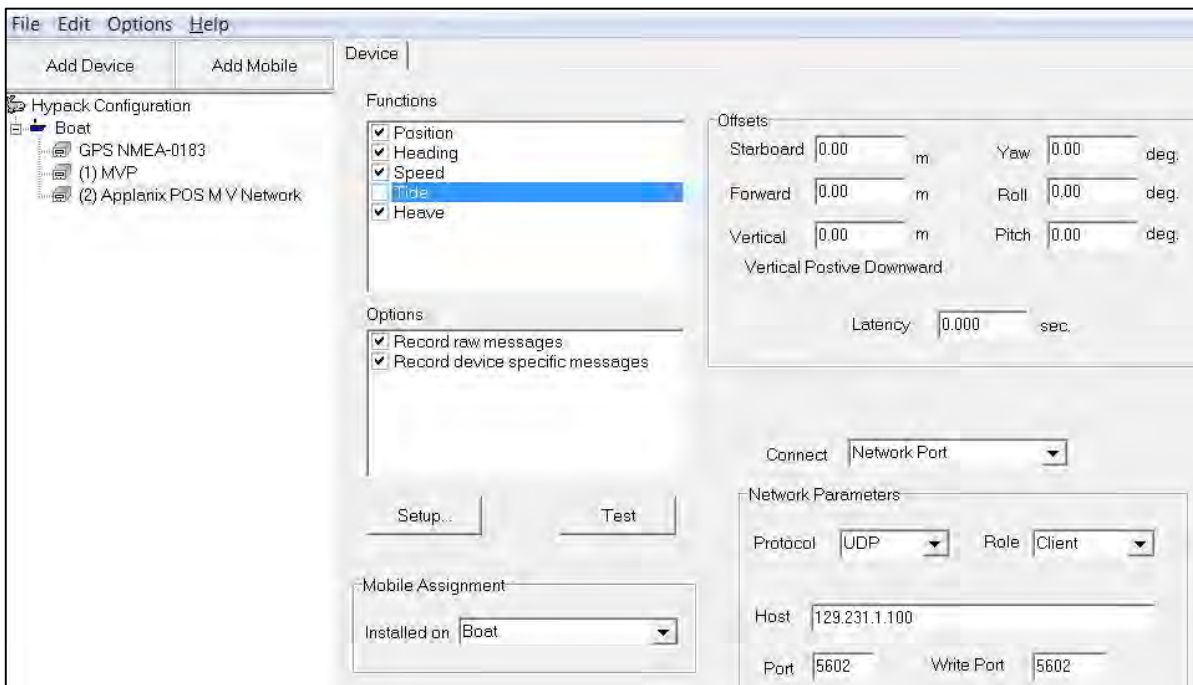 File Edit Options Help
Add Device Add Mobile
Hypack Configuration
Boat
GPS NMEA-0183
(1) MVP
(2) Applanix POS M V Network
Device
Functions
Position
Heading
Speed
Tide
Heave
Options
Record raw messages
Record device specific messages
Setup... Test
Mobile Assignment
Installed on Boat
Offsets
Starboard 0.00 m Yaw 0.00 deg.
Forward 0.00 m Roll 0.00 deg.
Vertical 0.00 m Pitch 0.00 deg.
Vertical Postive Downward
Latency 0.000 sec.
Connect Network Port
Network Parameters
Protocol UDP Role Client
Host 129.231.1.100
Port 5602 Write Port 5602